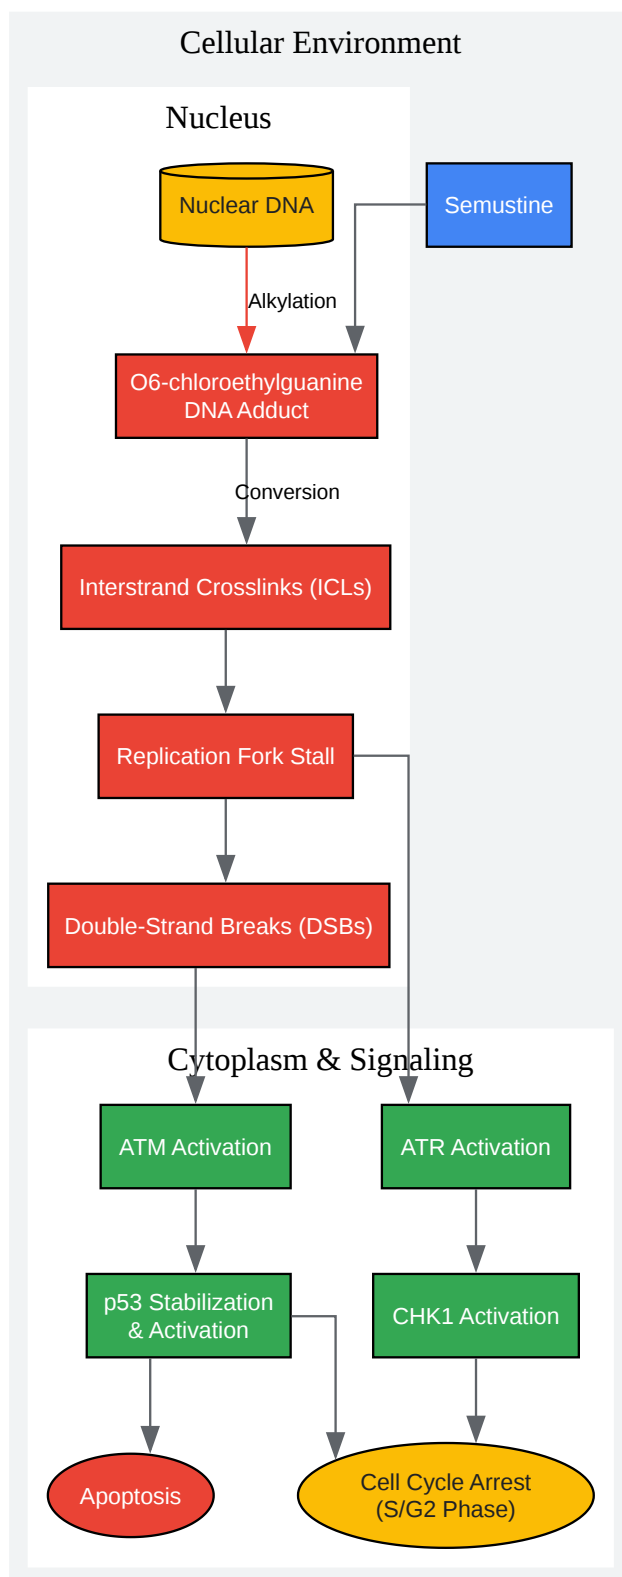 Cellular Environment
Nucleus
Nuclear DNA
Semustine
Alkylation
O6-chloroethylguanine
DNA Adduct
Conversion
Interstrand Crosslinks (ICLs)
Replication Fork Stall
Double-Strand Breaks (DSBs)
Cytoplasm & Signaling
ATM Activation
ATR Activation
p53 Stabilization
& Activation
CHK1 Activation
Apoptosis
Cell Cycle Arrest
(S/G2 Phase)